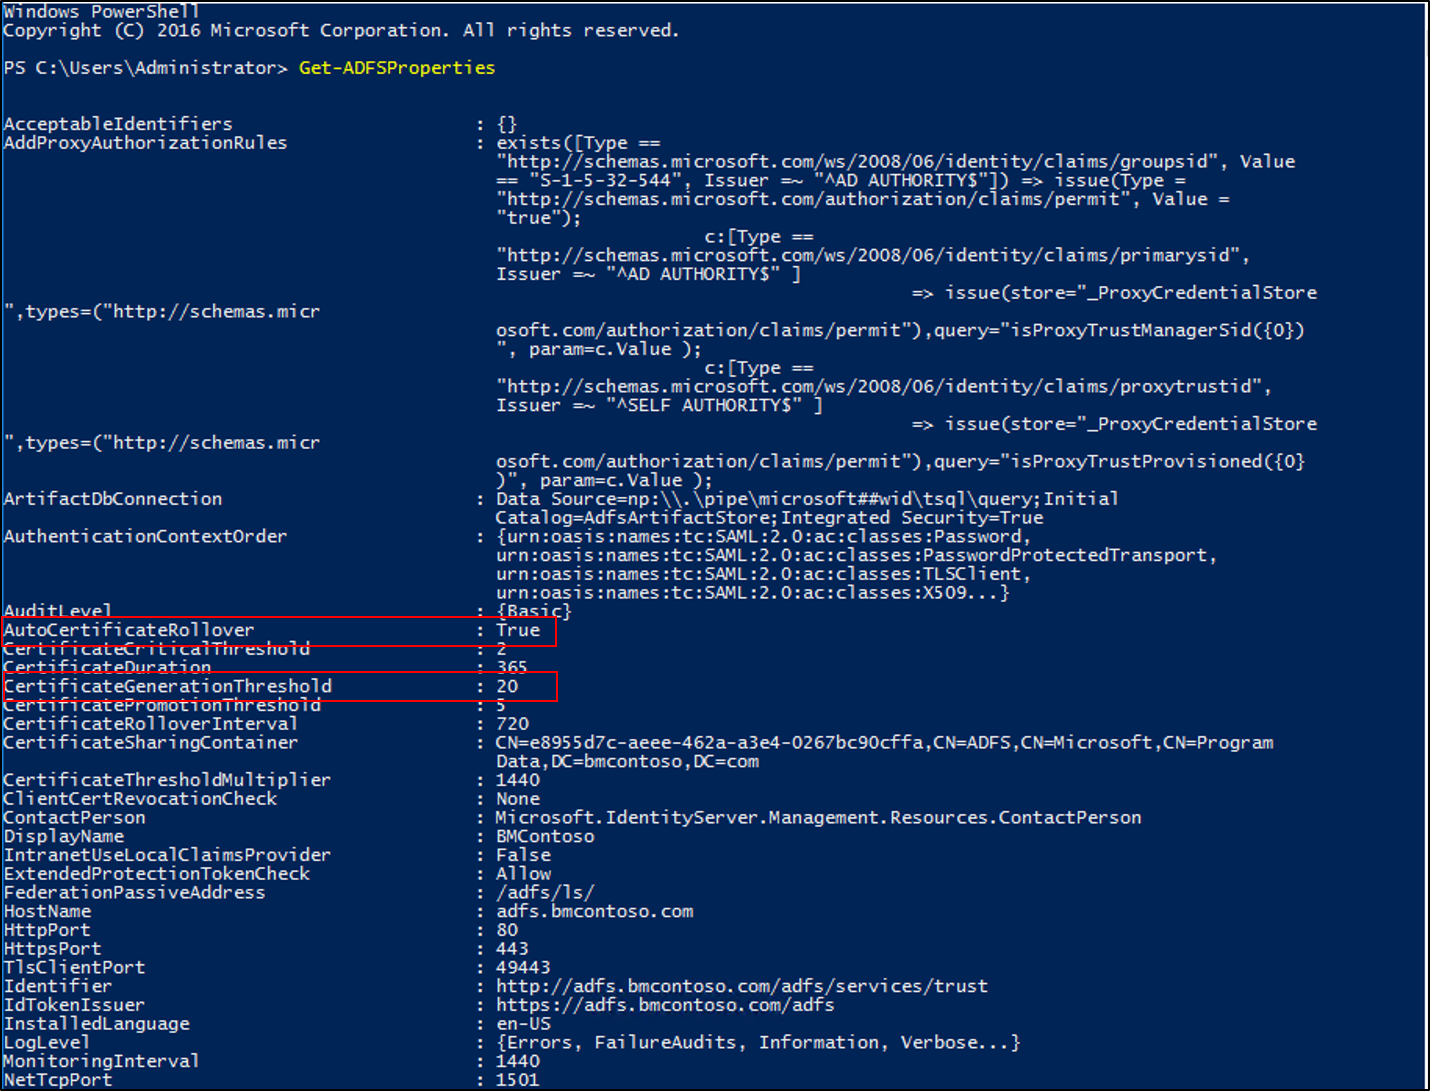 Windows PowerShell
Copyright (C) 2016 Microsoft Corporation. All rights reserved.
PS C:\Users\Administrator> Get-ADFSProperties
AcceptableIdentifiers : {}
AddProxyAuthorizationRules : exists([Type ==
"http://schemas.microsoft.com/ws/2008/06/identity/claims/groupsid", Value
== "S-1-5-32-544", Issuer =~ "^AD AUTHORITY$"]) => issue(Type =
"http://schemas.microsoft.com/authorization/claims/permit", Value =
"true");
c:[Type ==
"http://schemas.microsoft.com/ws/2008/06/identity/claims/primarysid",
Issuer =~ "^AD AUTHORITY$" ]
=> issue(store="_ProxyCredentialStore
",types=("http://schemas.micr
osoft.com/authorization/claims/permit"),query="isProxyTrustManagerSid({0})
", param=c.Value );
c:[Type ==
"http://schemas.microsoft.com/ws/2008/06/identity/claims/proxytrustid",
Issuer =~ "^SELF AUTHORITY$" ]
=> issue(store="_ProxyCredentialStore
",types=("http://schemas.micr
osoft.com/authorization/claims/permit"),query="isProxyTrustProvisioned({0}
)", param=c.Value );
ArtifactDbConnection : Data Source=np:\\.\pipe\microsoft##wid\tsql\query;Initial
Catalog=AdfsArtifactStore;Integrated Security=True
AuthenticationContextOrder : {urn:oasis:names:tc:SAML:2.0:ac:classes:Password,
urn:oasis:names:tc:SAML:2.0:ac:classes:PasswordProtectedTransport,
urn:oasis:names:tc:SAML:2.0:ac:classes:TLSClient,
urn:oasis:names:tc:SAML:2.0:ac:classes:X509...}
AuditLevel : {Basic}
AutoCertificateRollover : True
CertificateCriticalThreshold : 2
CertificateDuration : 365
CertificateGenerationThreshold : 20
CertificatePromotionThreshold : 5
CertificateRolloverInterval : 720
CertificateSharingContainer : CN=e8955d7c-aeee-462a-a3e4-0267bc90cffa,CN=ADFS,CN=Microsoft,CN=Program
Data,DC=bmcontoso,DC=com
CertificateThresholdMultiplier : 1440
ClientCertRevocationCheck : None
ContactPerson : Microsoft.IdentityServer.Management.Resources.ContactPerson
DisplayName : BMContoso
IntranetUseLocalClaimsProvider : False
ExtendedProtectionTokenCheck : Allow
FederationPassiveAddress : /adfs/ls/
HostName : adfs.bmcontoso.com
HttpPort : 80
HttpsPort : 443
TlsClientPort : 49443
Identifier : http://adfs.bmcontoso.com/adfs/services/trust
IdTokenIssuer : https://adfs.bmcontoso.com/adfs
InstalledLanguage : en-US
LogLevel : {Errors, FailureAudits, Information, Verbose...}
MonitoringInterval : 1440
NetTcpPort : 1501